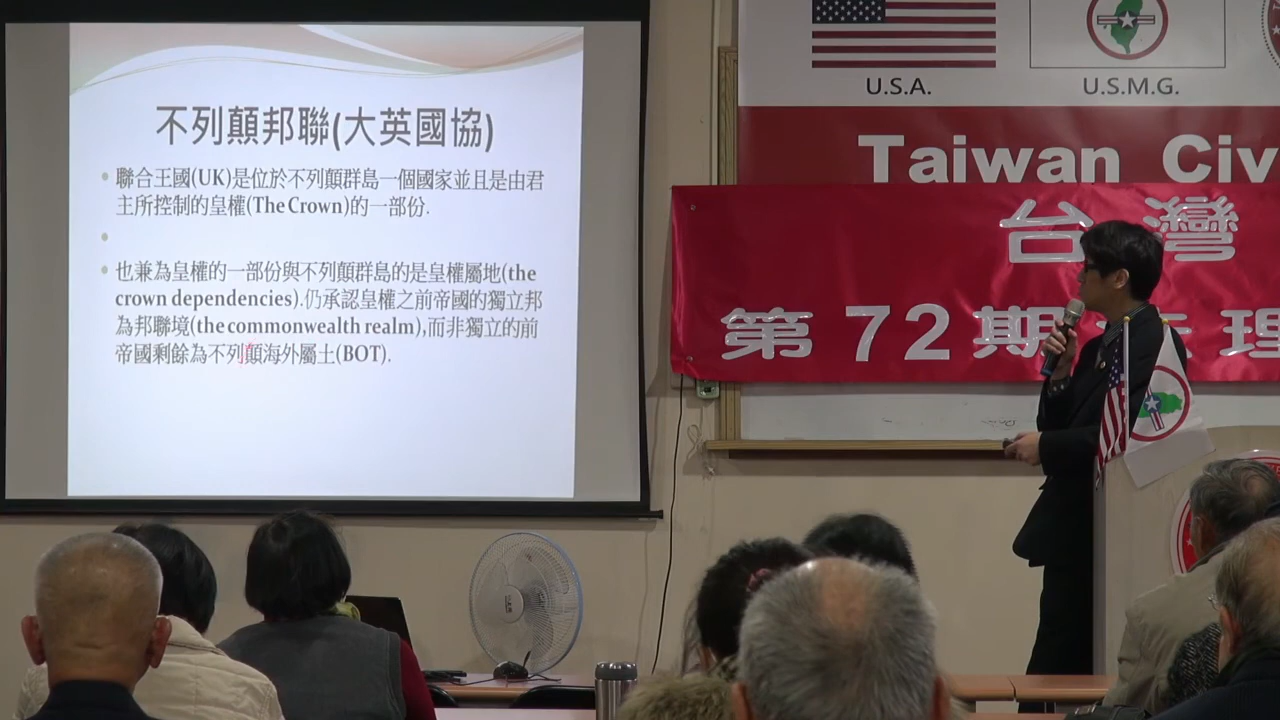 不列顛邦聯(大英國協)
聯合王國(UK)是位於不列顛群島一個國家並且是由君
主所控制的皇權(The Crown)的一部份.
也兼為皇權的一部份與不列顛群島的是皇權屬地(the
crown dependencies).仍承認皇權之前帝國的獨立邦
為邦聯境(the commonwealth realm),而非獨立的前
帝國剩餘為不列顛海外屬土(BOT).
U.S.A.
U.S.M.G.
Taiwan Civ
台灣
第72期法理